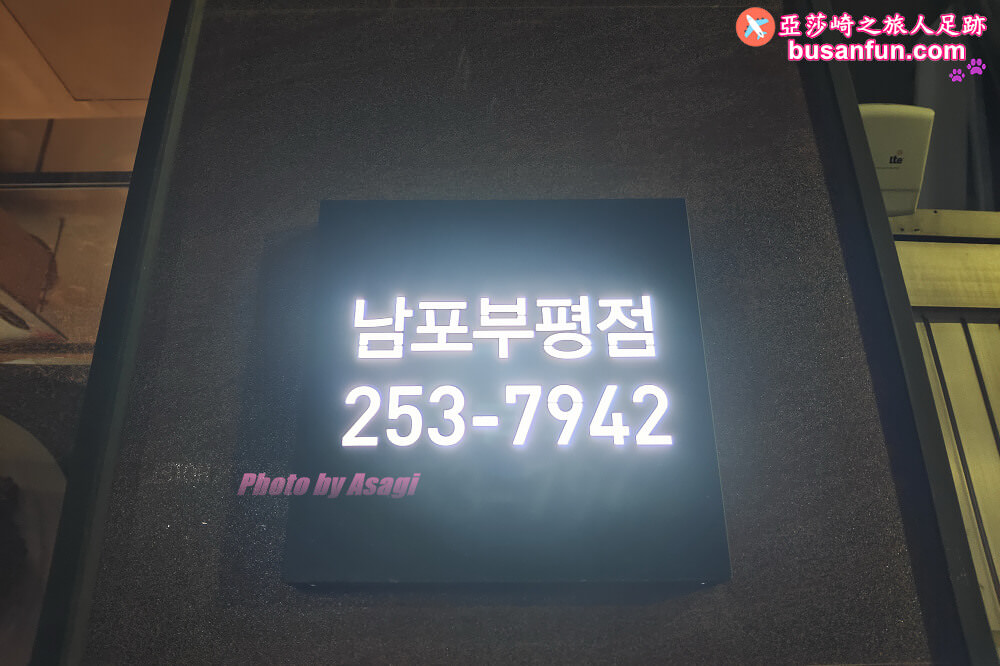 亞莎崎之旅人足跡
busanfun.com
lte
남포부평점
253-7942
Photo by Asagi